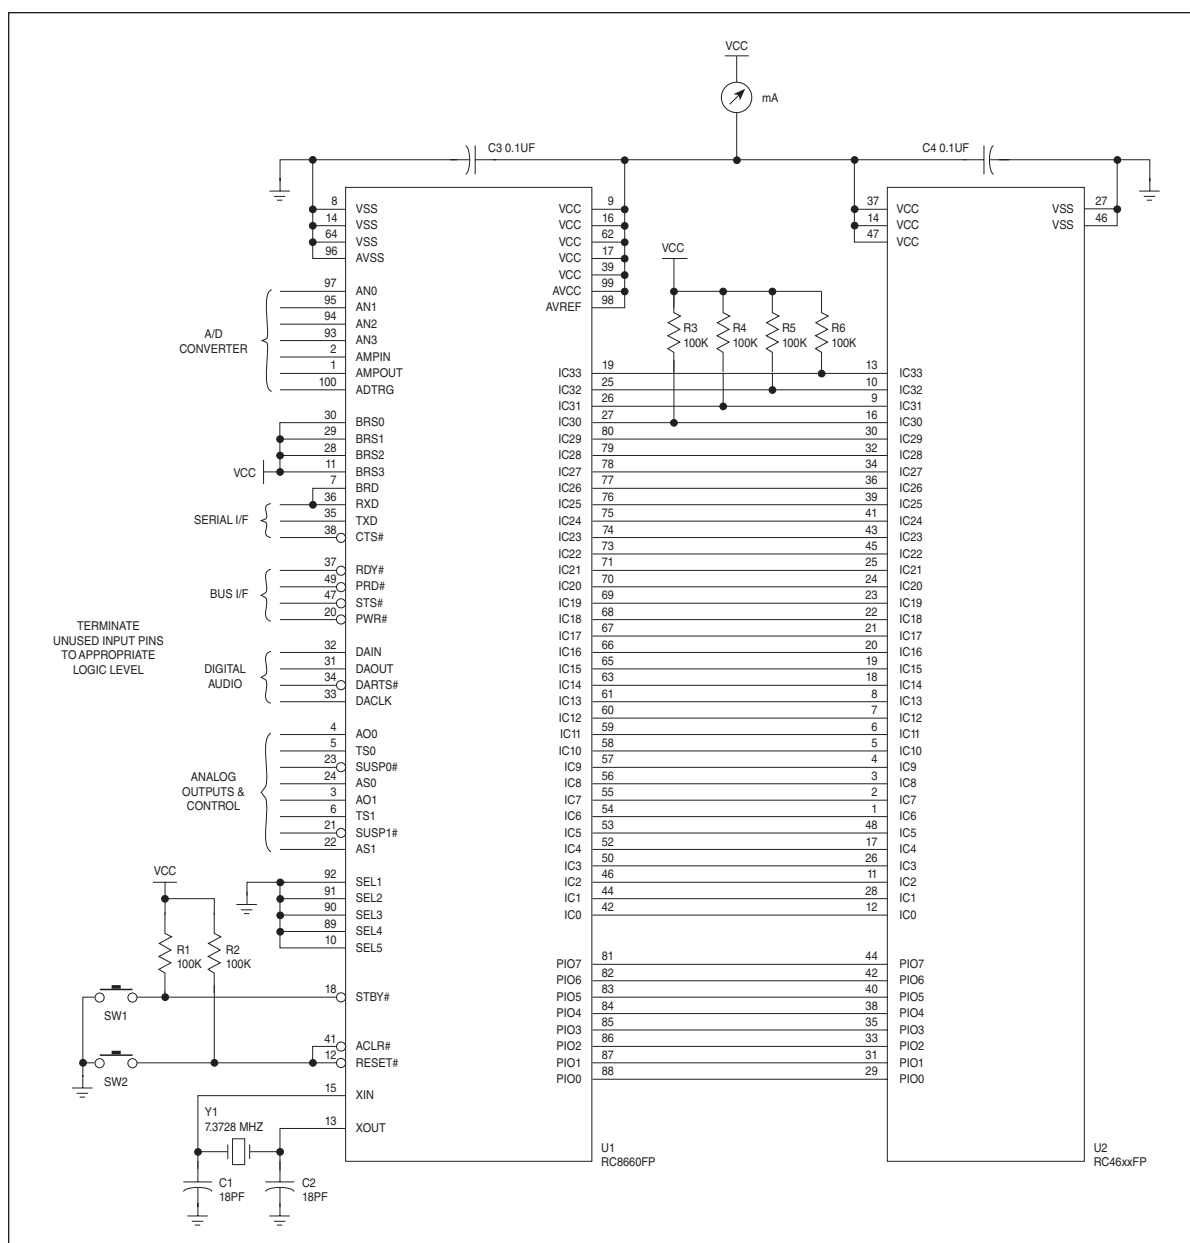 VCC
mA
C3 0.1UF
C4 0.1UF
8 VSS
14 VSS
64 VSS
96 AVSS
97 AN0
95 AN1
94 AN2
93 AN3
2 AMPIN
1 AMPOUT
100 ADTRG
A/D
CONVERTER
30 BRS0
29 BRS1
28 BRS2
11 BRS3
VCC
7 BRD
36 RXD
35 TXD
38 CTS#
SERIAL I/F
37 RDY#
49 PRD#
47 STS#
20 PWR#
BUS I/F
TERMINATE
UNUSED INPUT PINS
TO APPROPRIATE
LOGIC LEVEL
32 DAIN
31 DAOUT
34 DARTS#
33 DACLK
DIGITAL
AUDIO
4 AO0
5 TS0
23 SUSP0#
24 AS0
3 AO1
6 TS1
21 SUSP1#
22 AS1
ANALOG
OUTPUTS &
CONTROL
92 SEL1
91 SEL2
90 SEL3
89 SEL4
10 SEL5
VCC
R1
100K
R2
100K
18 STBY#
SW1
41 ACLR#
12 RESET#
SW2
15 XIN
13 XOUT
Y1
7.3728 MHZ
C1
18PF
C2
18PF
VCC 9
VCC 16
VCC 62
VCC 17
VCC 39
AVCC 99
AVREF 98
VCC
R3
100K
R4
100K
R5
100K
R6
100K
37 VCC
14 VCC
47 VCC
VSS 27
VSS 46
IC33 19 13 IC33
IC32 25 10 IC32
IC31 26 9 IC31
IC30 27 16 IC30
IC29 80 30 IC29
IC28 79 32 IC28
IC27 78 34 IC27
IC26 77 36 IC26
IC25 76 39 IC25
IC24 75 41 IC24
IC23 74 43 IC23
IC22 73 45 IC22
IC21 71 25 IC21
IC20 70 24 IC20
IC19 69 23 IC19
IC18 68 22 IC18
IC17 67 21 IC17
IC16 66 20 IC16
IC15 65 19 IC15
IC14 63 18 IC14
IC13 61 8 IC13
IC12 60 7 IC12
IC11 59 6 IC11
IC10 58 5 IC10
IC9 57 4 IC9
IC8 56 3 IC8
IC7 55 2 IC7
IC6 54 1 IC6
IC5 53 48 IC5
IC4 52 17 IC4
IC3 50 26 IC3
IC2 46 11 IC2
IC1 44 28 IC1
IC0 42 12 IC0
PIO7 81 44 PIO7
PIO6 82 42 PIO6
PIO5 83 40 PIO5
PIO4 84 38 PIO4
PIO3 85 35 PIO3
PIO2 86 33 PIO2
PIO1 87 31 PIO1
PIO0 88 29 PIO0
U1
RC8660FP
U2
RC46xxFP